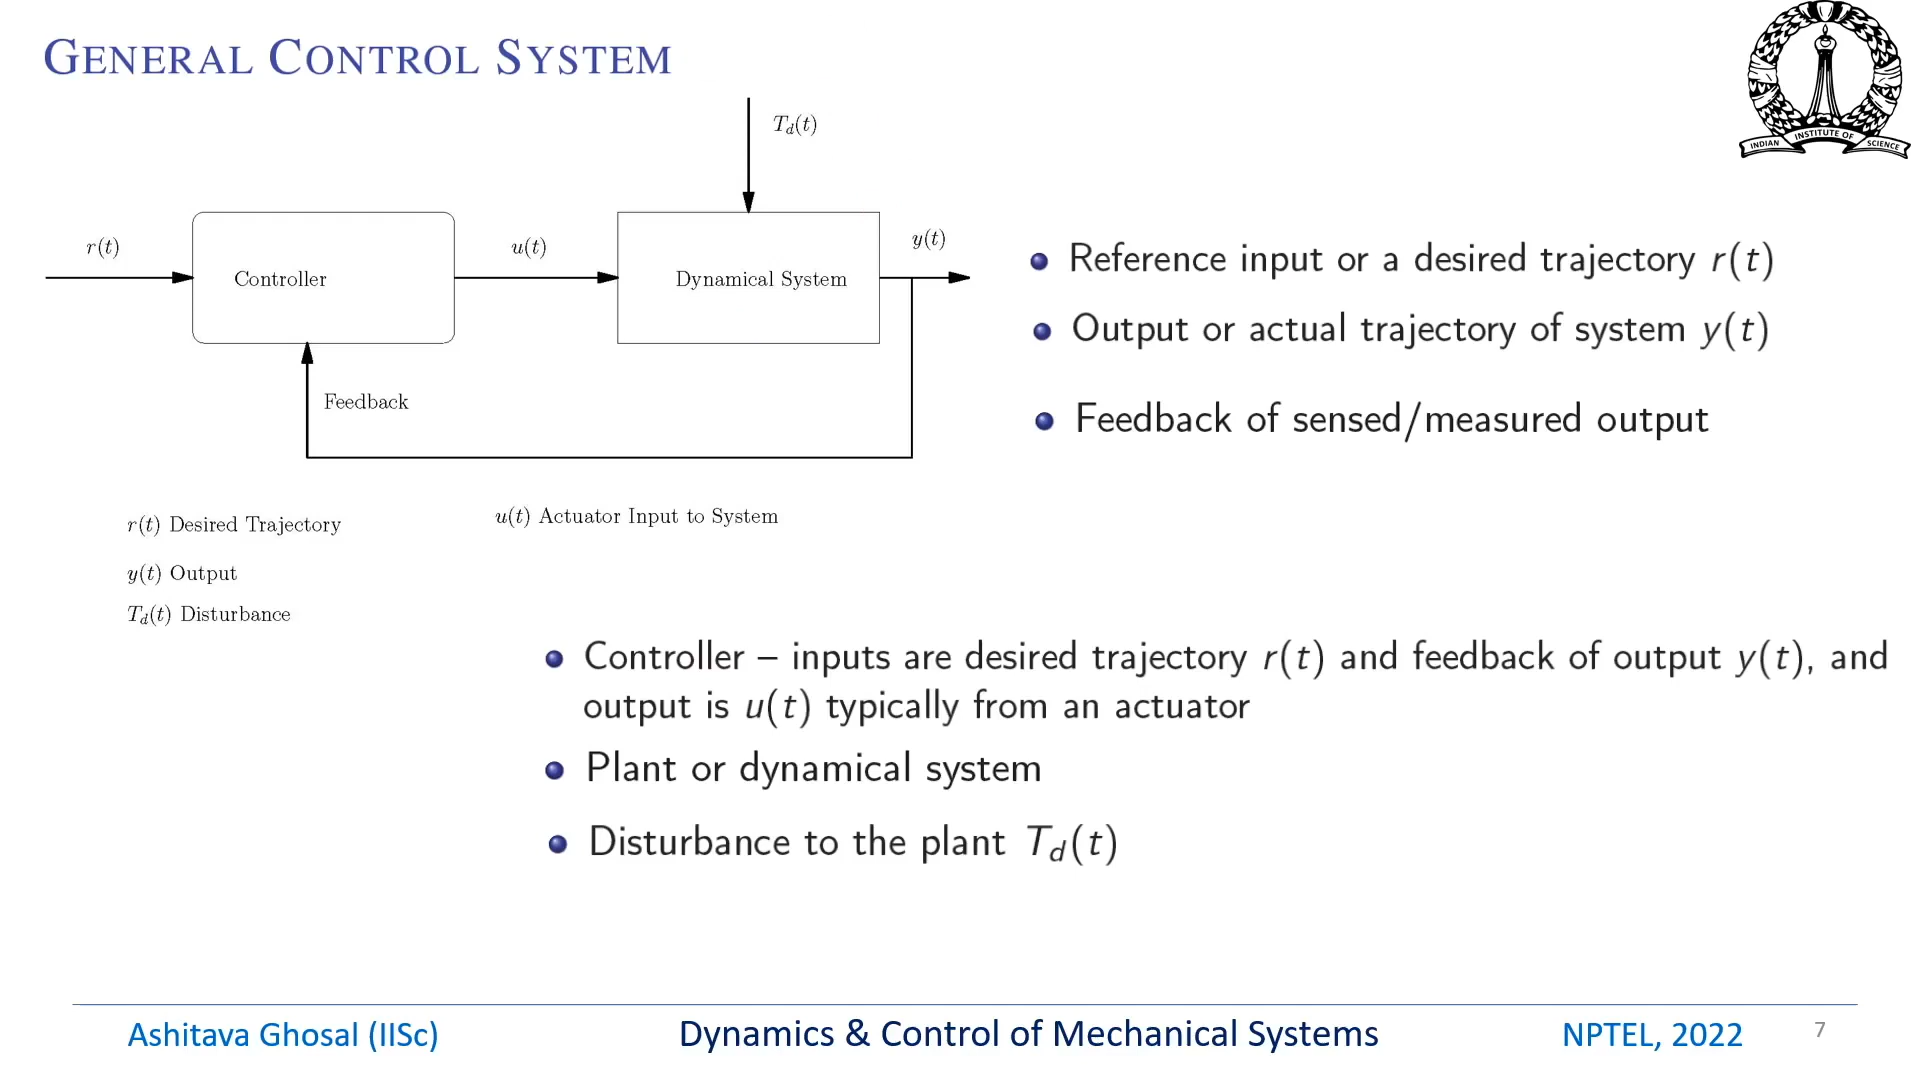 GENERAL CONTROL SYSTEM
INDIAN INSTITUTE OF SCIENCE
T_d(t)
r(t)
Controller
u(t)
Dynamical System
y(t)
Feedback
r(t) Desired Trajectory
u(t) Actuator Input to System
y(t) Output
T_d(t) Disturbance
• Reference input or a desired trajectory r(t)
• Output or actual trajectory of system y(t)
• Feedback of sensed/measured output
• Controller – inputs are desired trajectory r(t) and feedback of output y(t), and
output is u(t) typically from an actuator
• Plant or dynamical system
• Disturbance to the plant T_d(t)
Ashitava Ghosal (IISc)
Dynamics & Control of Mechanical Systems
NPTEL, 2022
7